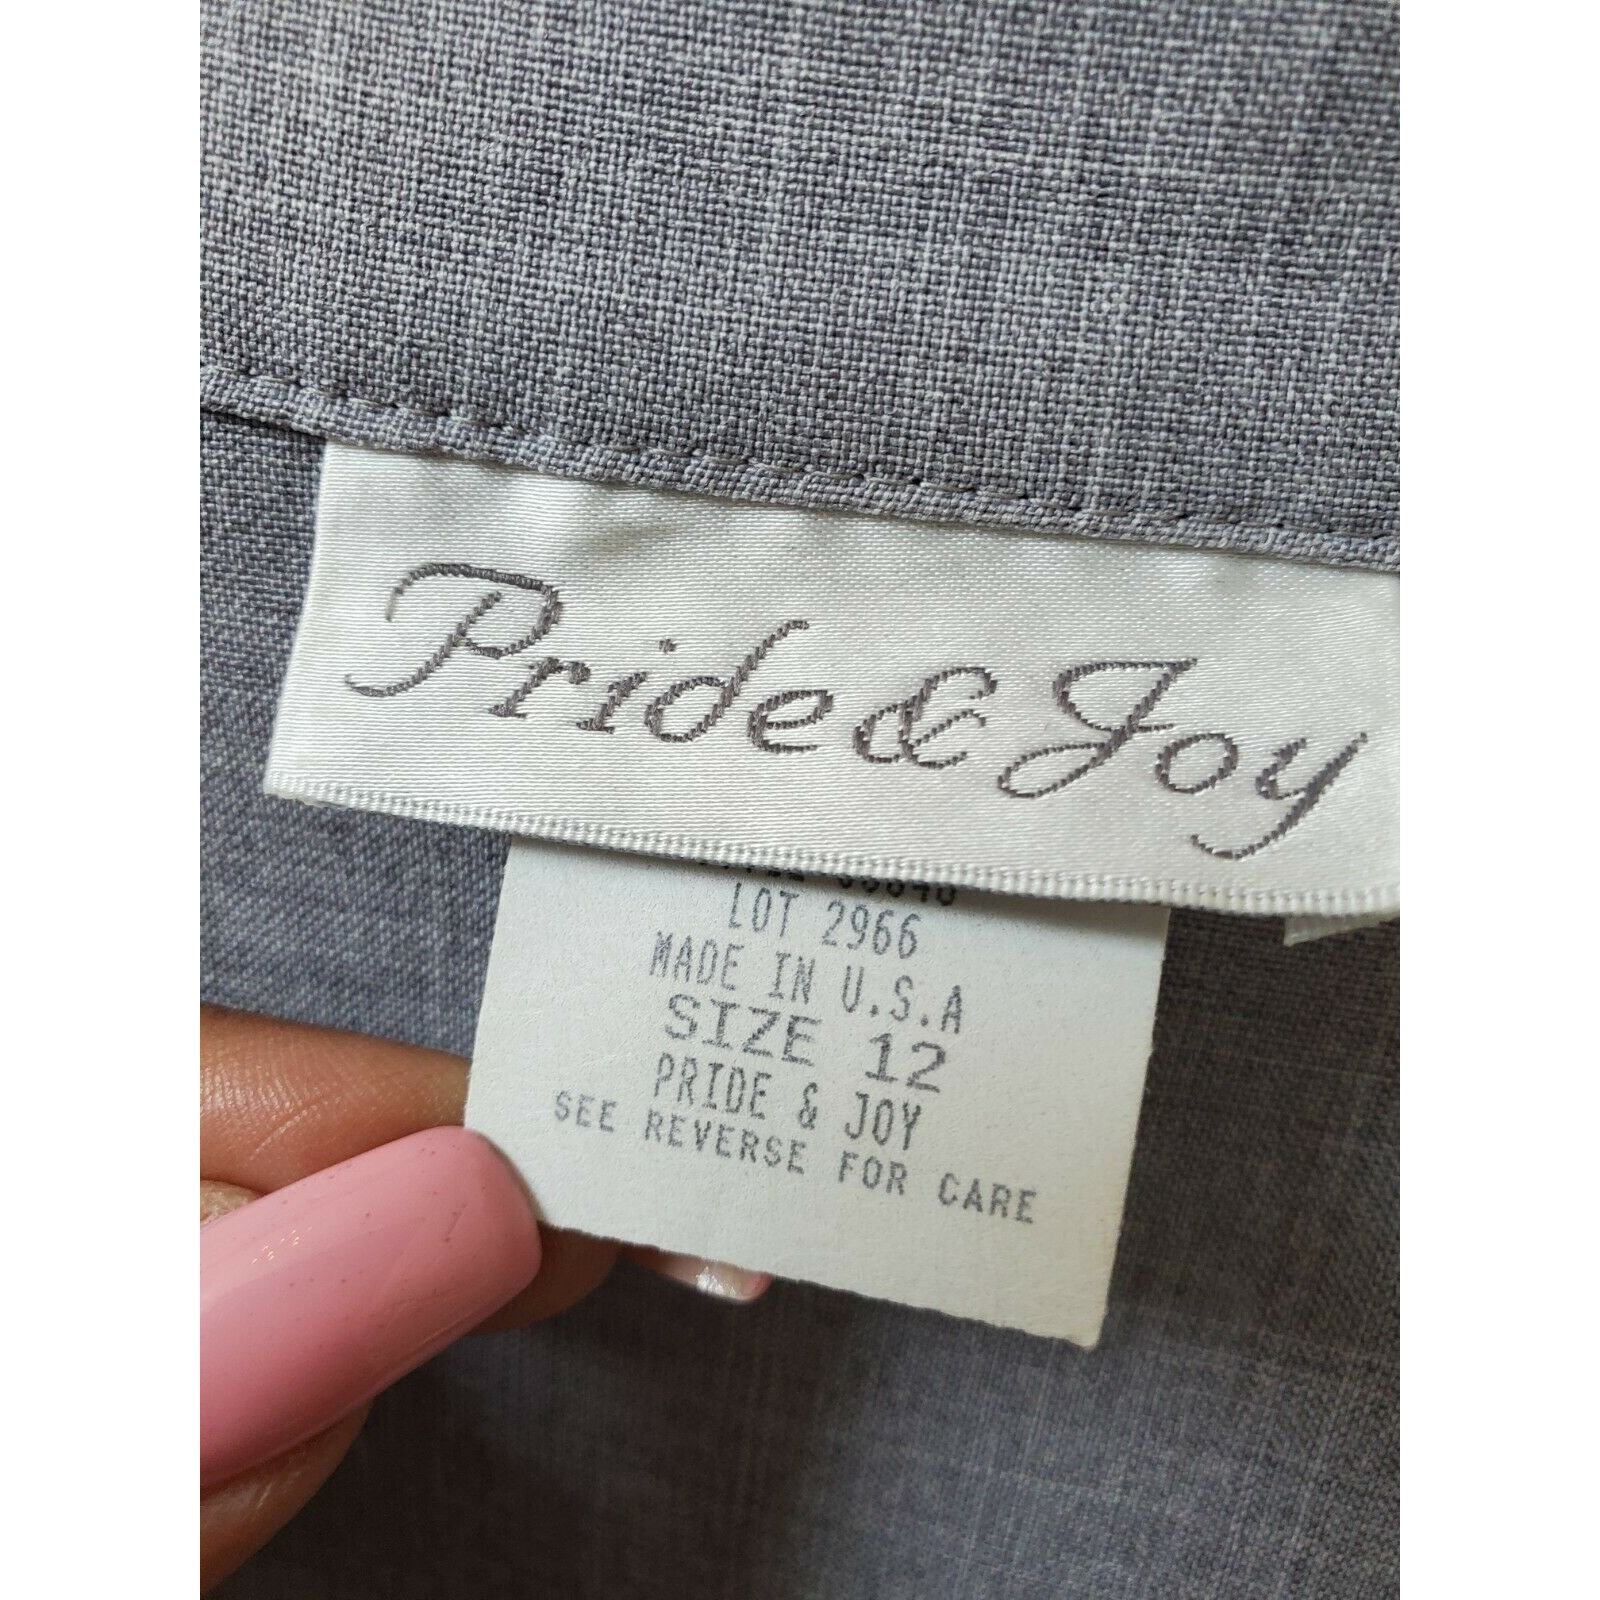 Pride & Joy
LOT 2966
MADE IN U.S.A
SIZE 12
PRIDE & JOY
SEE REVERSE FOR CARE